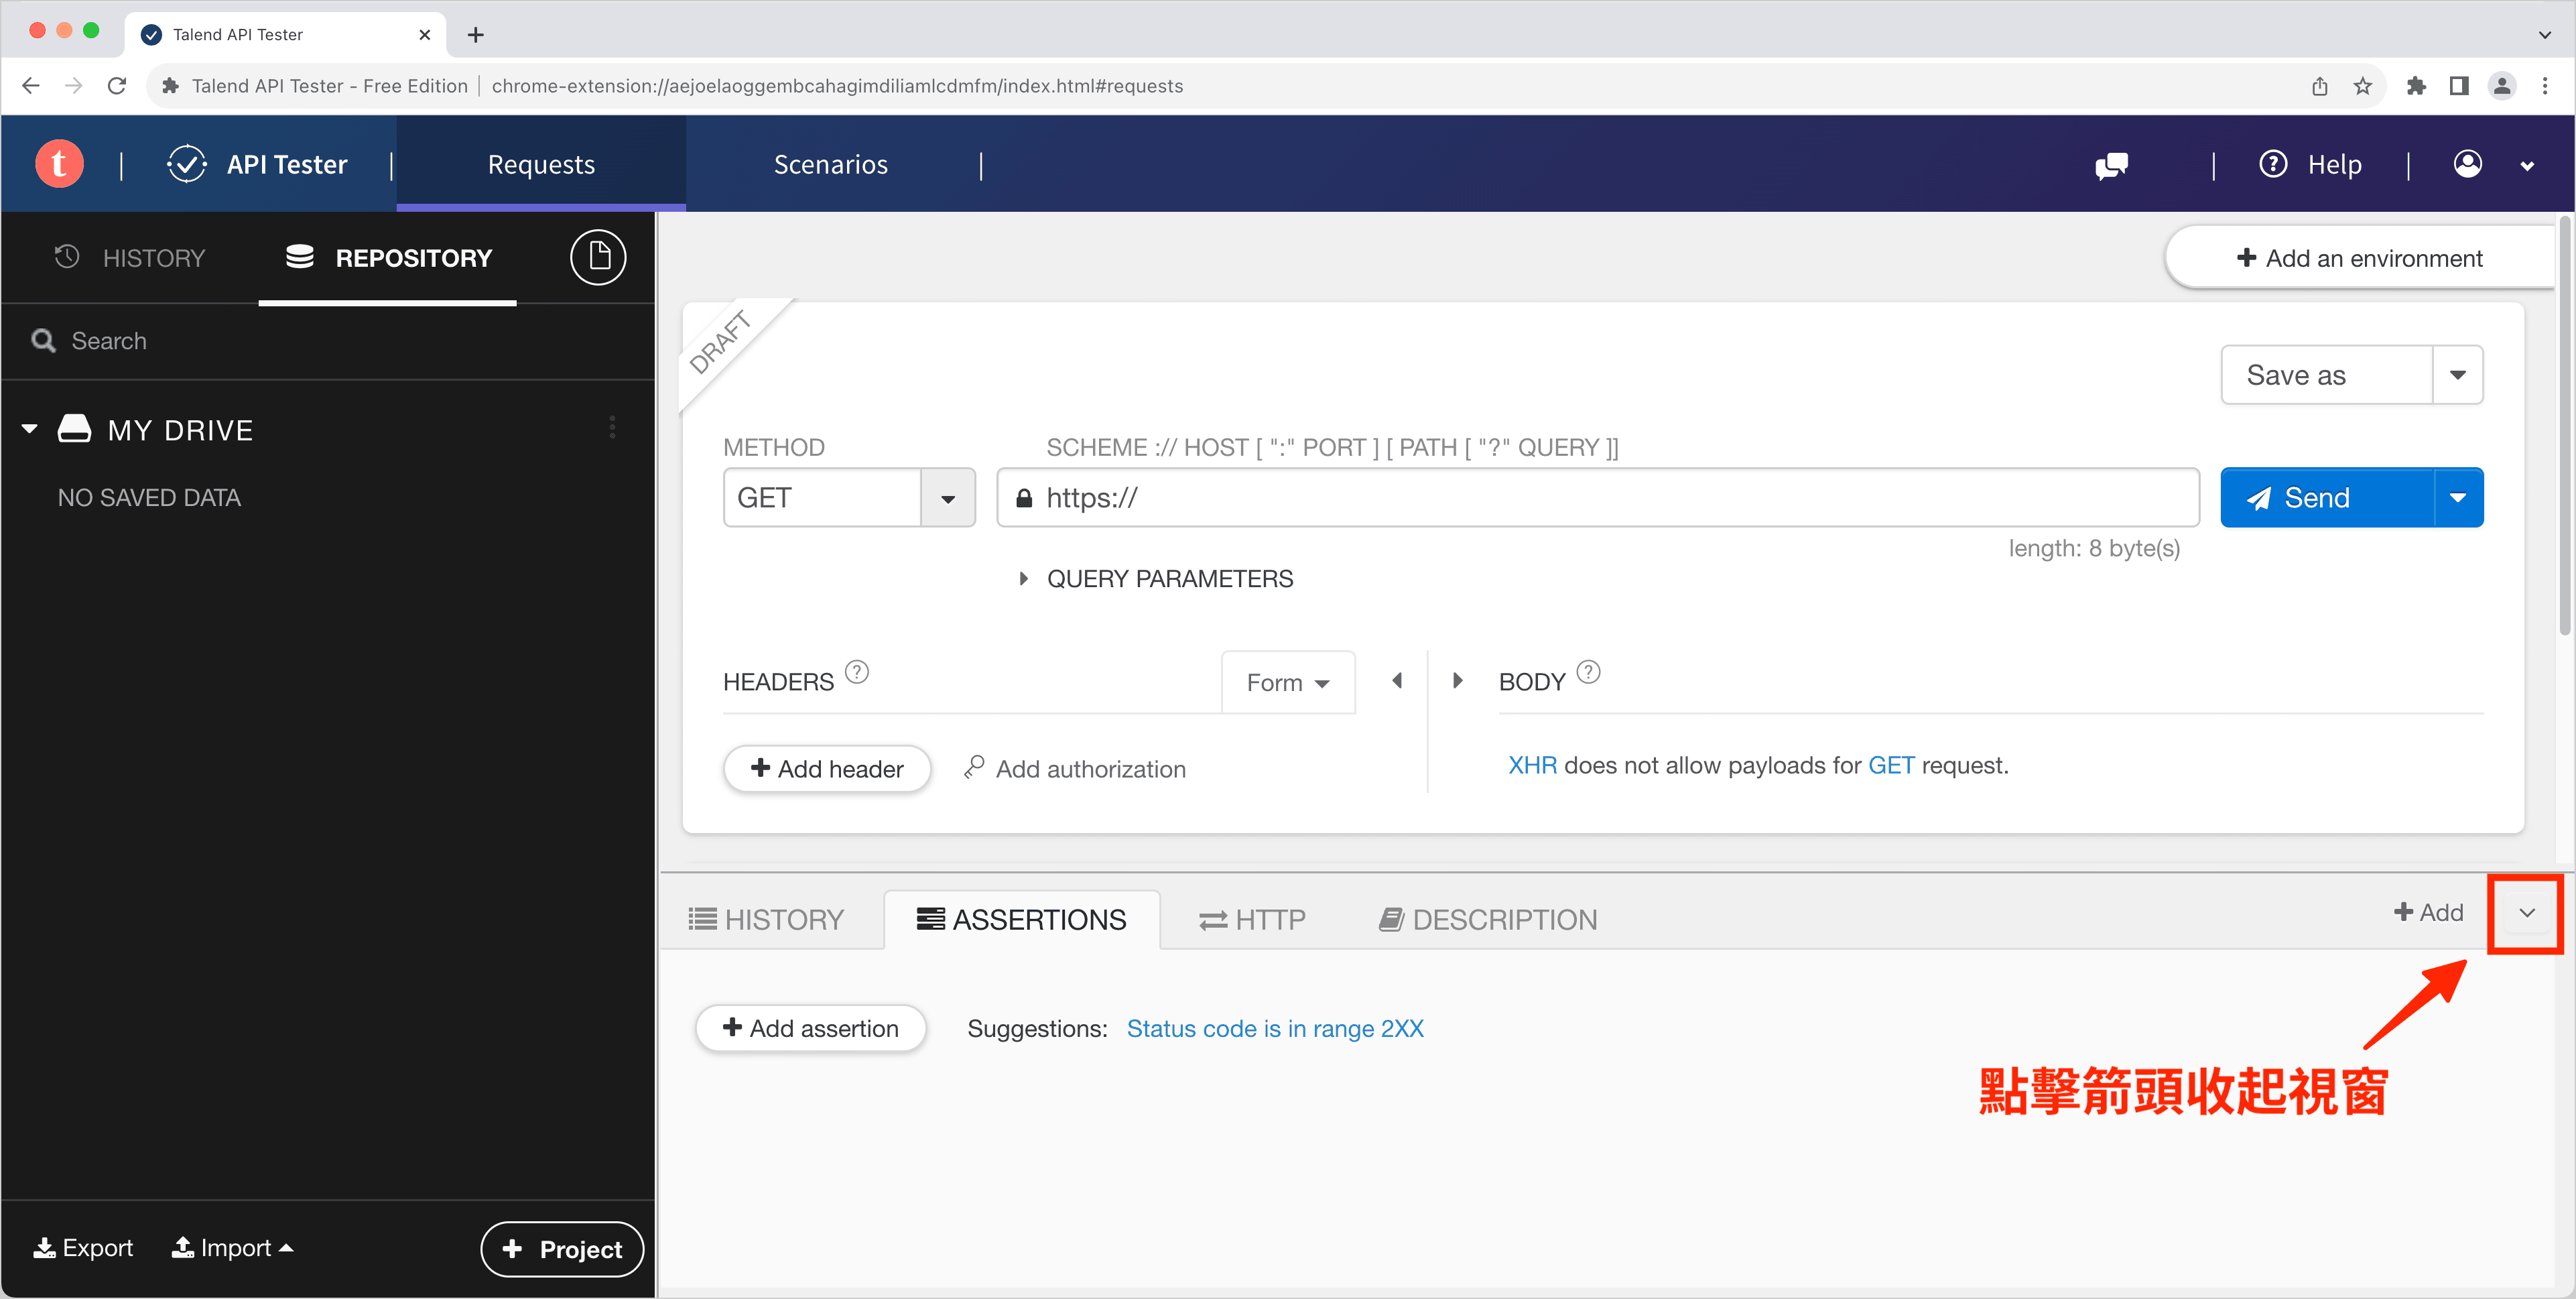 Talend API Tester
Talend API Tester - Free Edition | chrome-extension://aejoelaoggembcahagimdiliamlcdmfm/index.html#requests
t | API Tester | Requests Scenarios | | ? Help |
HISTORY REPOSITORY
Add an environment
Search
DRAFT
Save as
MY DRIVE
NO SAVED DATA
METHOD SCHEME :// HOST [ ":" PORT ] [ PATH [ "?" QUERY ]]
GET https:// Send
length: 8 byte(s)
QUERY PARAMETERS
HEADERS ? Form BODY ?
Add header Add authorization XHR does not allow payloads for GET request.
HISTORY ASSERTIONS HTTP DESCRIPTION Add
Add assertion Suggestions: Status code is in range 2XX
點擊箭頭收起視窗
Export Import Project